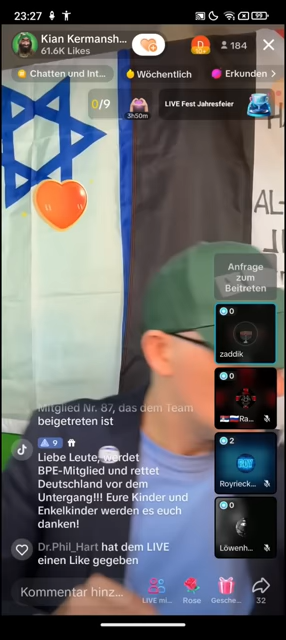 23:27
99
Kian Kermansh...
61.6K Likes
D
184
Chatten und Int...
Wöchentlich
Erkunden
0/9
3h50m
LIVE Fest Jahresfeier
Anfrage
zum
Beitreten
0
zaddik
0
Ra...
2
Royrieck...
0
Löwenh...
Mitglied Nr. 87, das dem Team
beigetreten ist
9
Liebe Leute, werdet
BPE-Mitglied und rettet
Deutschland vor dem
Untergang!!! Eure Kinder und
Enkelkinder werden es euch
danken!
Dr.Phil_Hart hat dem LIVE
einen Like gegeben
Kommentar hinz...
LIVE mi...
Rose
Gesche...
32